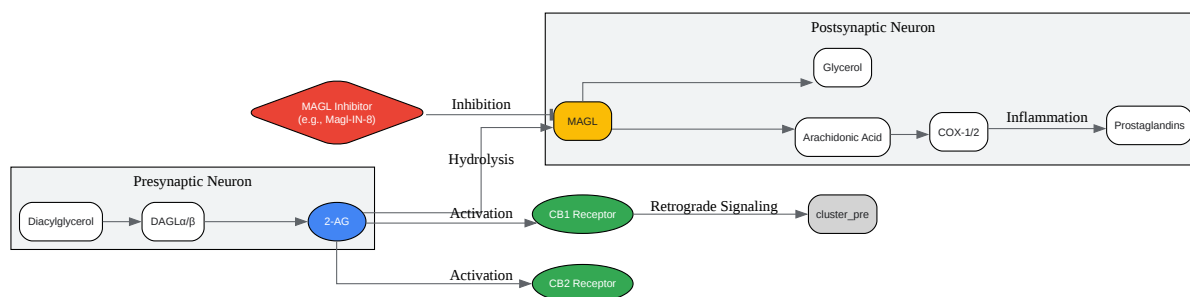 Postsynaptic Neuron
Glycerol
MAGL Inhibitor
(e.g., Magl-IN-8)
Inhibition
MAGL
Arachidonic Acid
COX-1/2
Inflammation
Prostaglandins
Hydrolysis
Presynaptic Neuron
Diacylglycerol
DAGLα/β
2-AG
Activation
CB1 Receptor
Retrograde Signaling
cluster_pre
Activation
CB2 Receptor